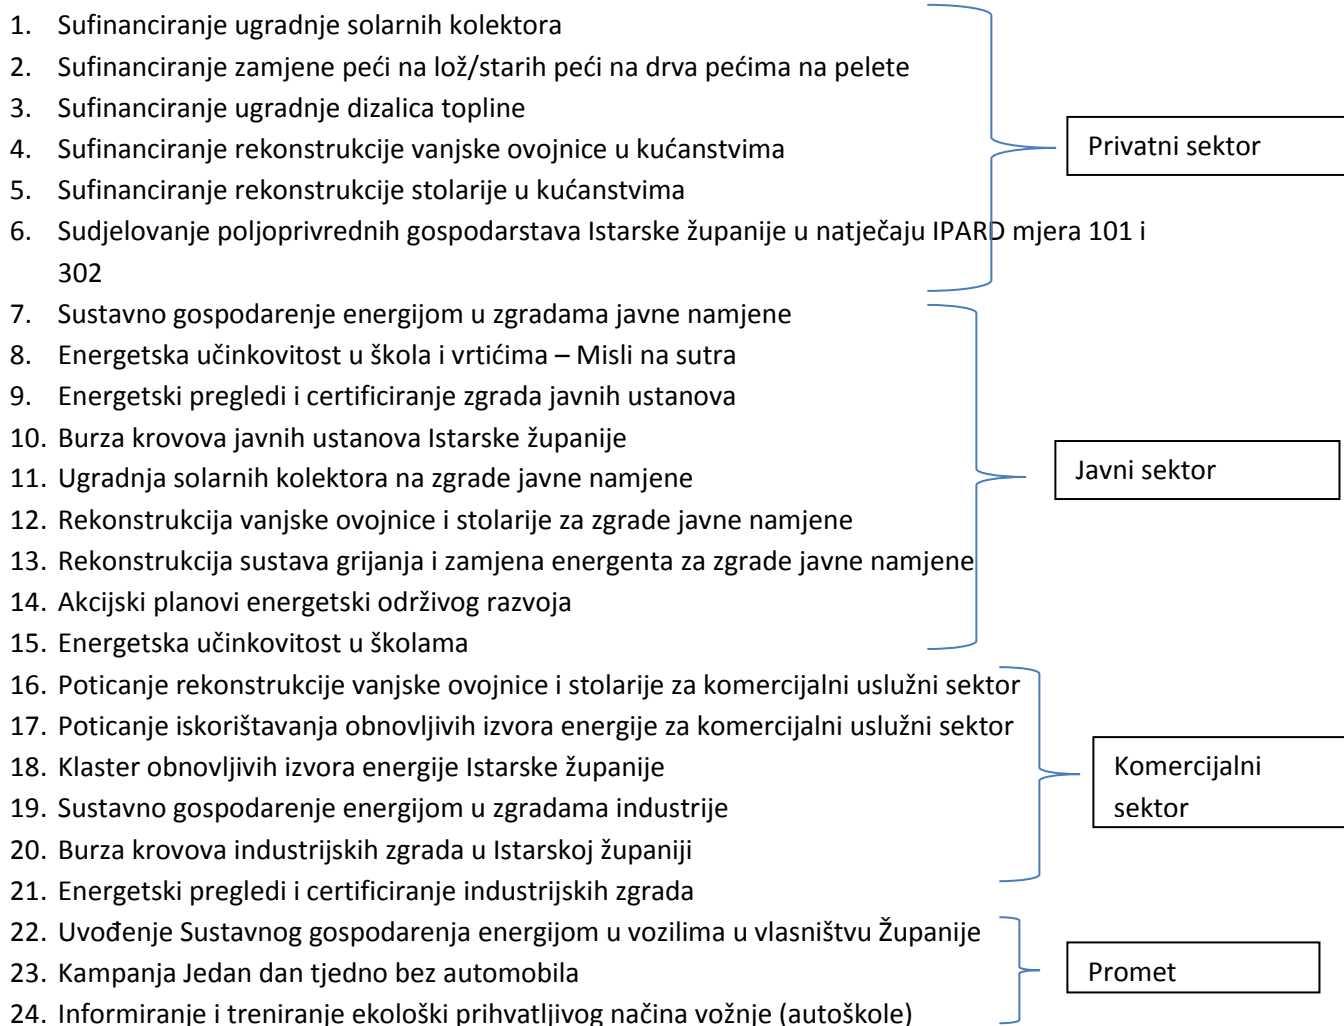 1. Sufinanciranje ugradnje solarnih kolektora
2. Sufinanciranje zamjene peći na lož/starih peći na drva pećima na pelete
3. Sufinanciranje ugradnje dizalica topline
4. Sufinanciranje rekonstrukcije vanjske ovojnice u kućanstvima
5. Sufinanciranje rekonstrukcije stolarije u kućanstvima
6. Sudjelovanje poljoprivrednih gospodarstava Istarske županije u natječaju IPARD mjera 101 i
302
Privatni sektor
7. Sustavno gospodarenje energijom u zgradama javne namjene
8. Energetska učinkovitost u škola i vrtićima – Misli na sutra
9. Energetski pregledi i certificiranje zgrada javnih ustanova
10. Burza krovova javnih ustanova Istarske županije
11. Ugradnja solarnih kolektora na zgrade javne namjene
12. Rekonstrukcija vanjske ovojnice i stolarije za zgrade javne namjene
13. Rekonstrukcija sustava grijanja i zamjena energenta za zgrade javne namjene
14. Akcijski planovi energetski održivog razvoja
15. Energetska učinkovitost u školama
Javni sektor
16. Poticanje rekonstrukcije vanjske ovojnice i stolarije za komercijalni uslužni sektor
17. Poticanje iskorištavanja obnovljivih izvora energije za komercijalni uslužni sektor
18. Klaster obnovljivih izvora energije Istarske županije
19. Sustavno gospodarenje energijom u zgradama industrije
20. Burza krovova industrijskih zgrada u Istarskoj županiji
21. Energetski pregledi i certificiranje industrijskih zgrada
Komercijalni
sektor
22. Uvođenje Sustavnog gospodarenja energijom u vozilima u vlasništvu Županije
23. Kampanja Jedan dan tjedno bez automobila
24. Informiranje i treniranje ekološki prihvatljivog načina vožnje (autoškole)
Promet